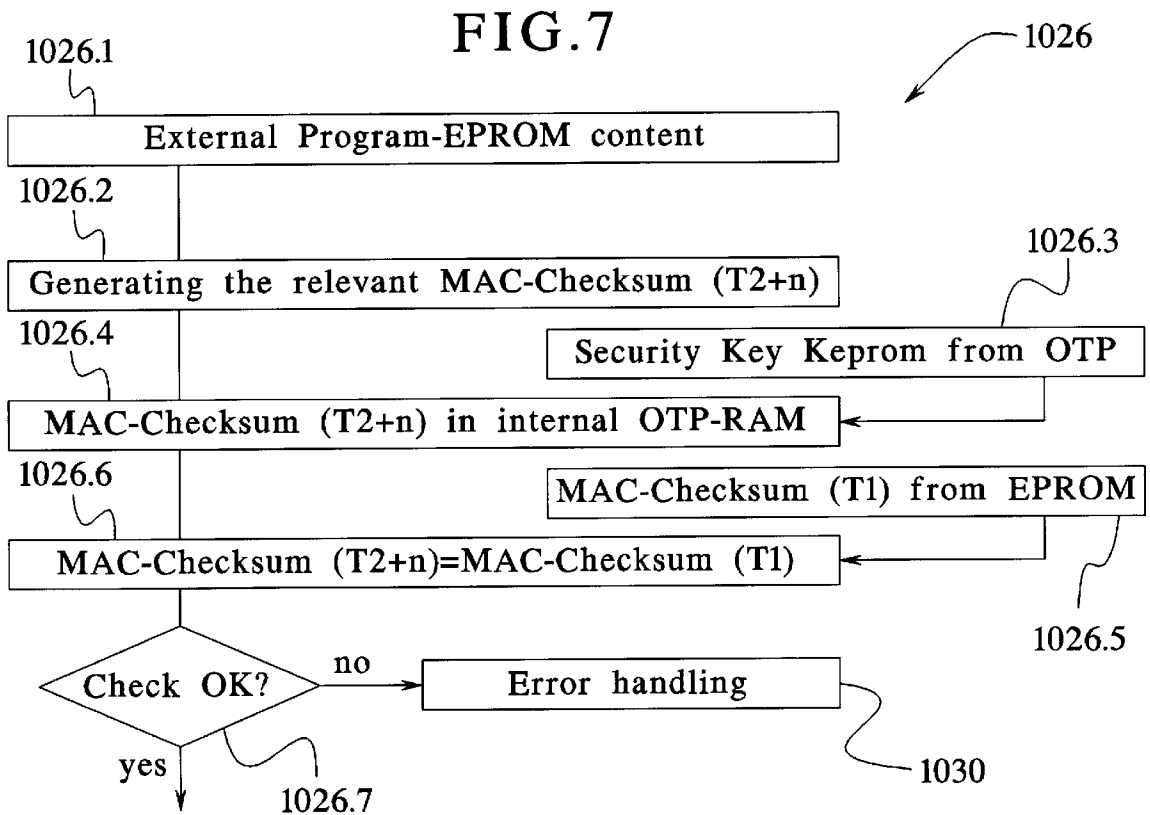 FIG.7
1026
1026.1
External Program-EPROM content
1026.2
Generating the relevant MAC-Checksum (T2+n)
1026.3
Security Key Keprom from OTP
1026.4
MAC-Checksum (T2+n) in internal OTP-RAM
1026.5
MAC-Checksum (T1) from EPROM
1026.6
MAC-Checksum (T2+n)=MAC-Checksum (T1)
Check OK?
no
Error handling
yes
1026.7
1030